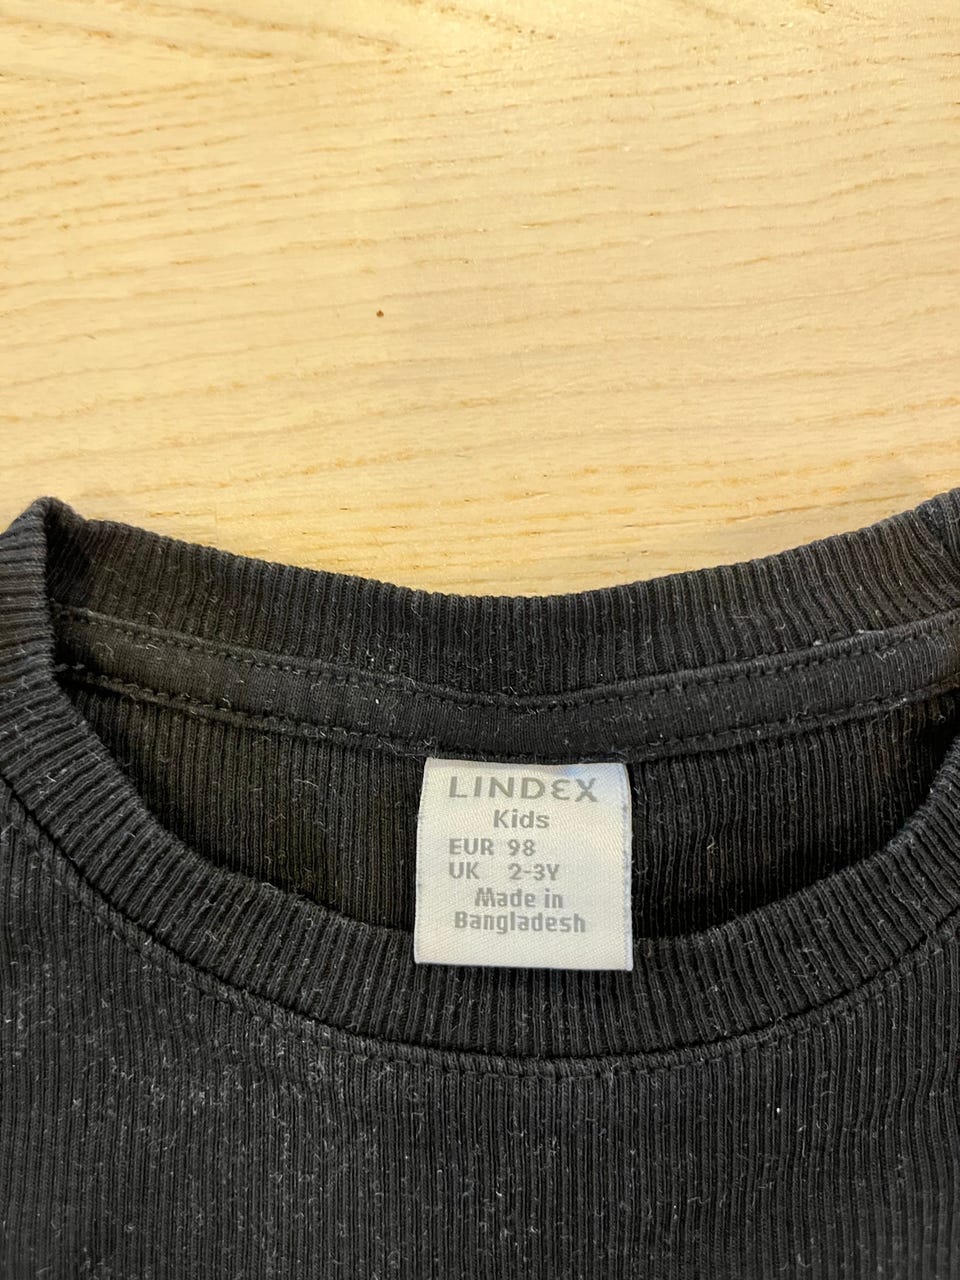 LINDEX
Kids
EUR 98
UK 2-3Y
Made in
Bangladesh